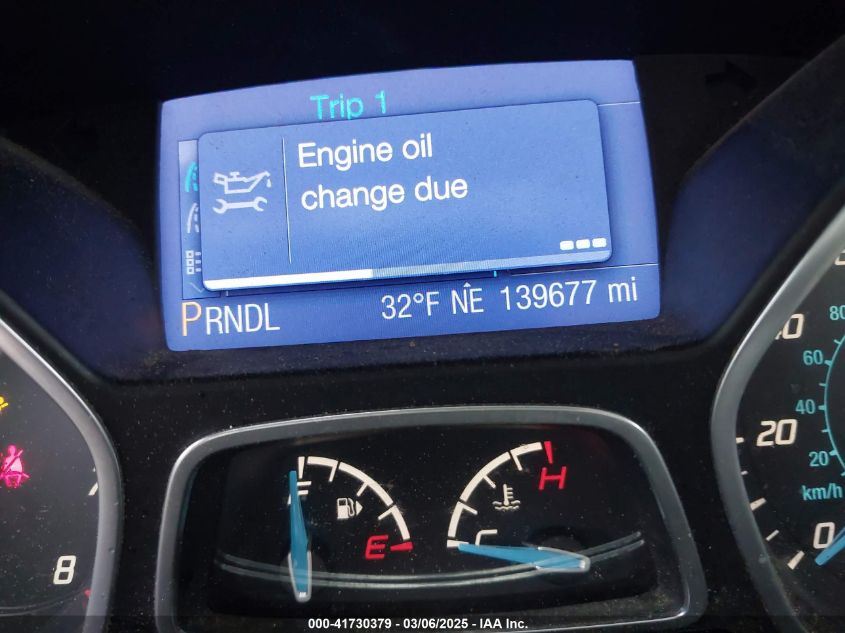 Trip 1
Engine oil
change due
PRNDL 32°F NE 139677 mi
F
E
H
C
8
20
0
80
60
40
20
km/h
000-41730379 - 03/06/2025 - IAA Inc.